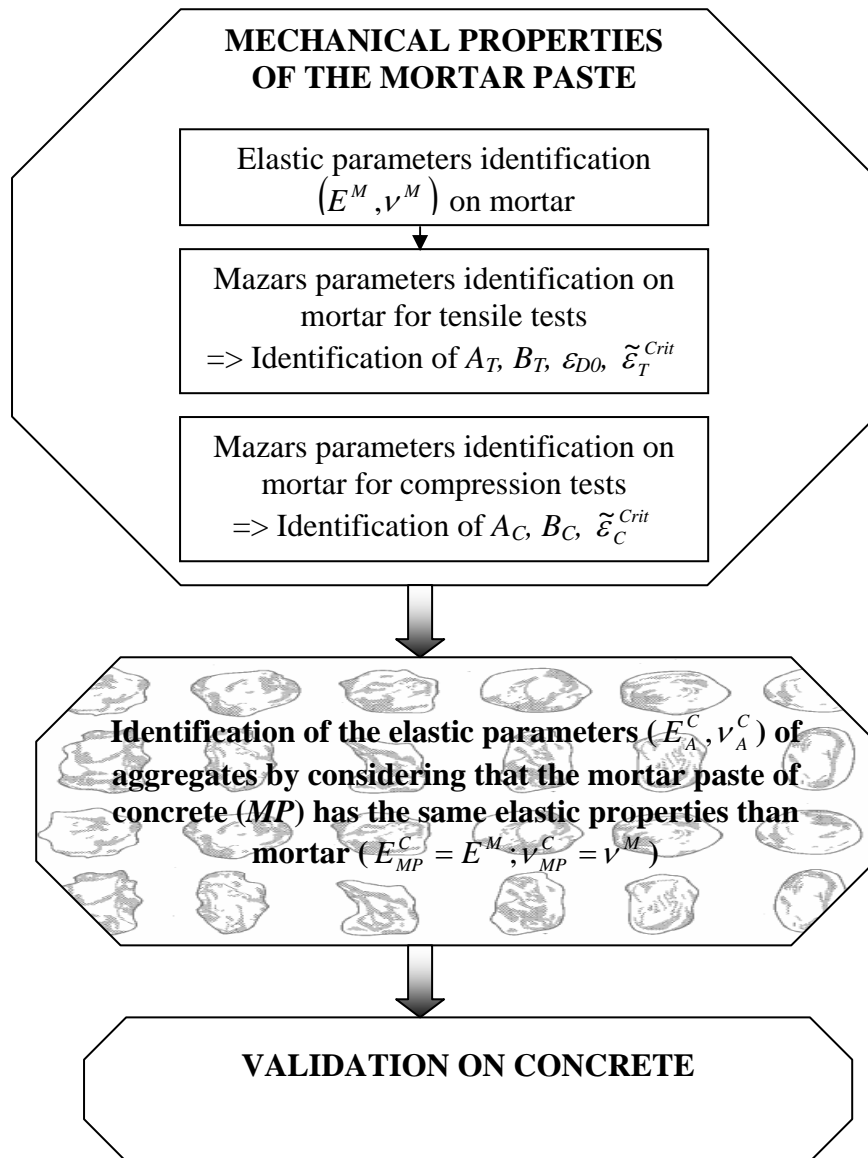 MECHANICAL PROPERTIES
OF THE MORTAR PASTE
Elastic parameters identification
(E^M, ν^M) on mortar
Mazars parameters identification on
mortar for tensile tests
=> Identification of A_T, B_T, ε_D0, ε̃_T^Crit
Mazars parameters identification on
mortar for compression tests
=> Identification of A_C, B_C, ε̃_C^Crit
Identification of the elastic parameters (E_A^C, ν_A^C) of
aggregates by considering that the mortar paste of
concrete (MP) has the same elastic properties than
mortar (E_MP^C = E^M; ν_MP^C = ν^M)
VALIDATION ON CONCRETE